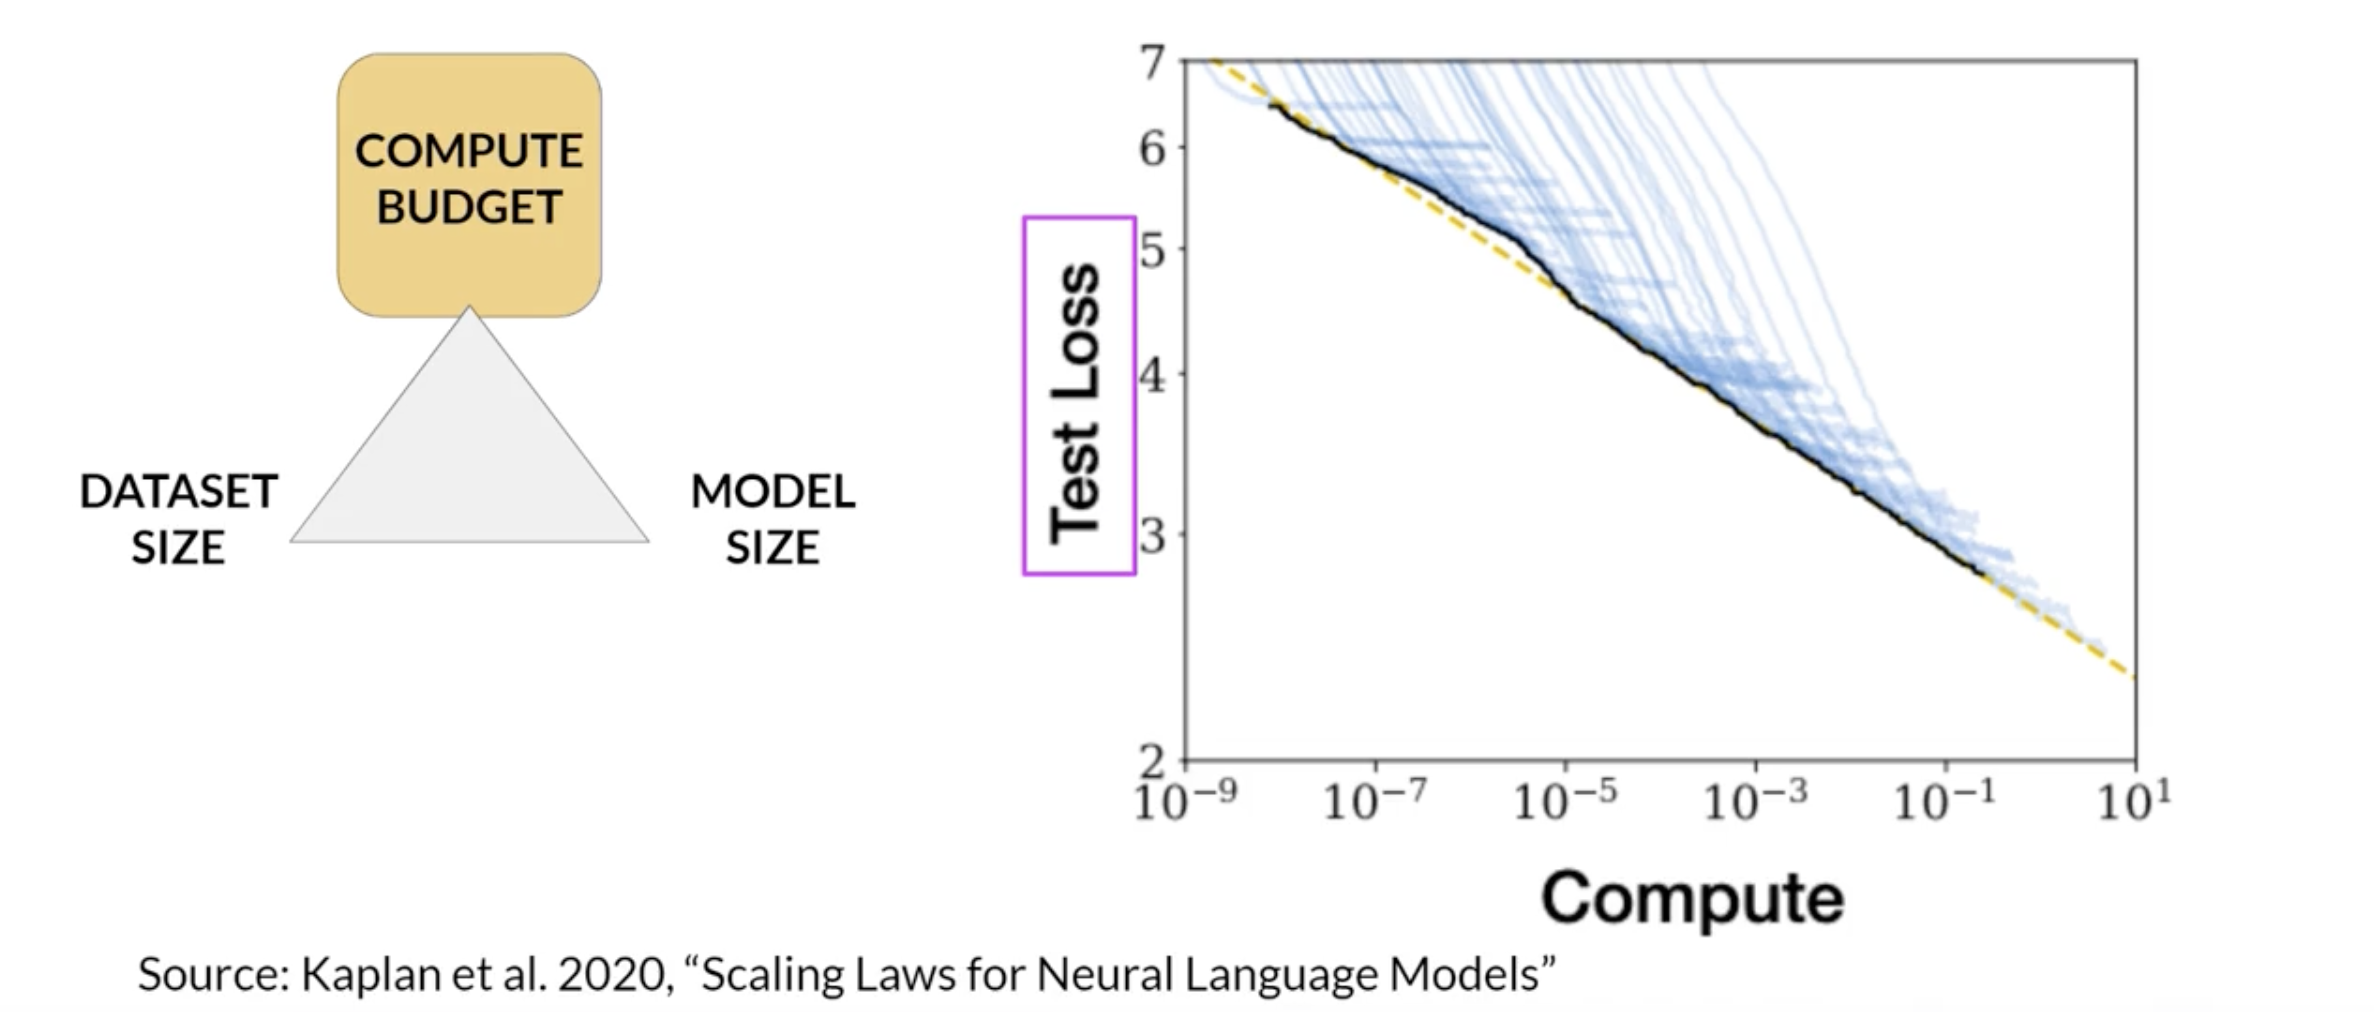 COMPUTE
BUDGET
DATASET
SIZE
MODEL
SIZE
Test Loss
7
6
5
4
3
2
10⁻⁹ 10⁻⁷ 10⁻⁵ 10⁻³ 10⁻¹ 10¹
Compute
Source: Kaplan et al. 2020, “Scaling Laws for Neural Language Models”